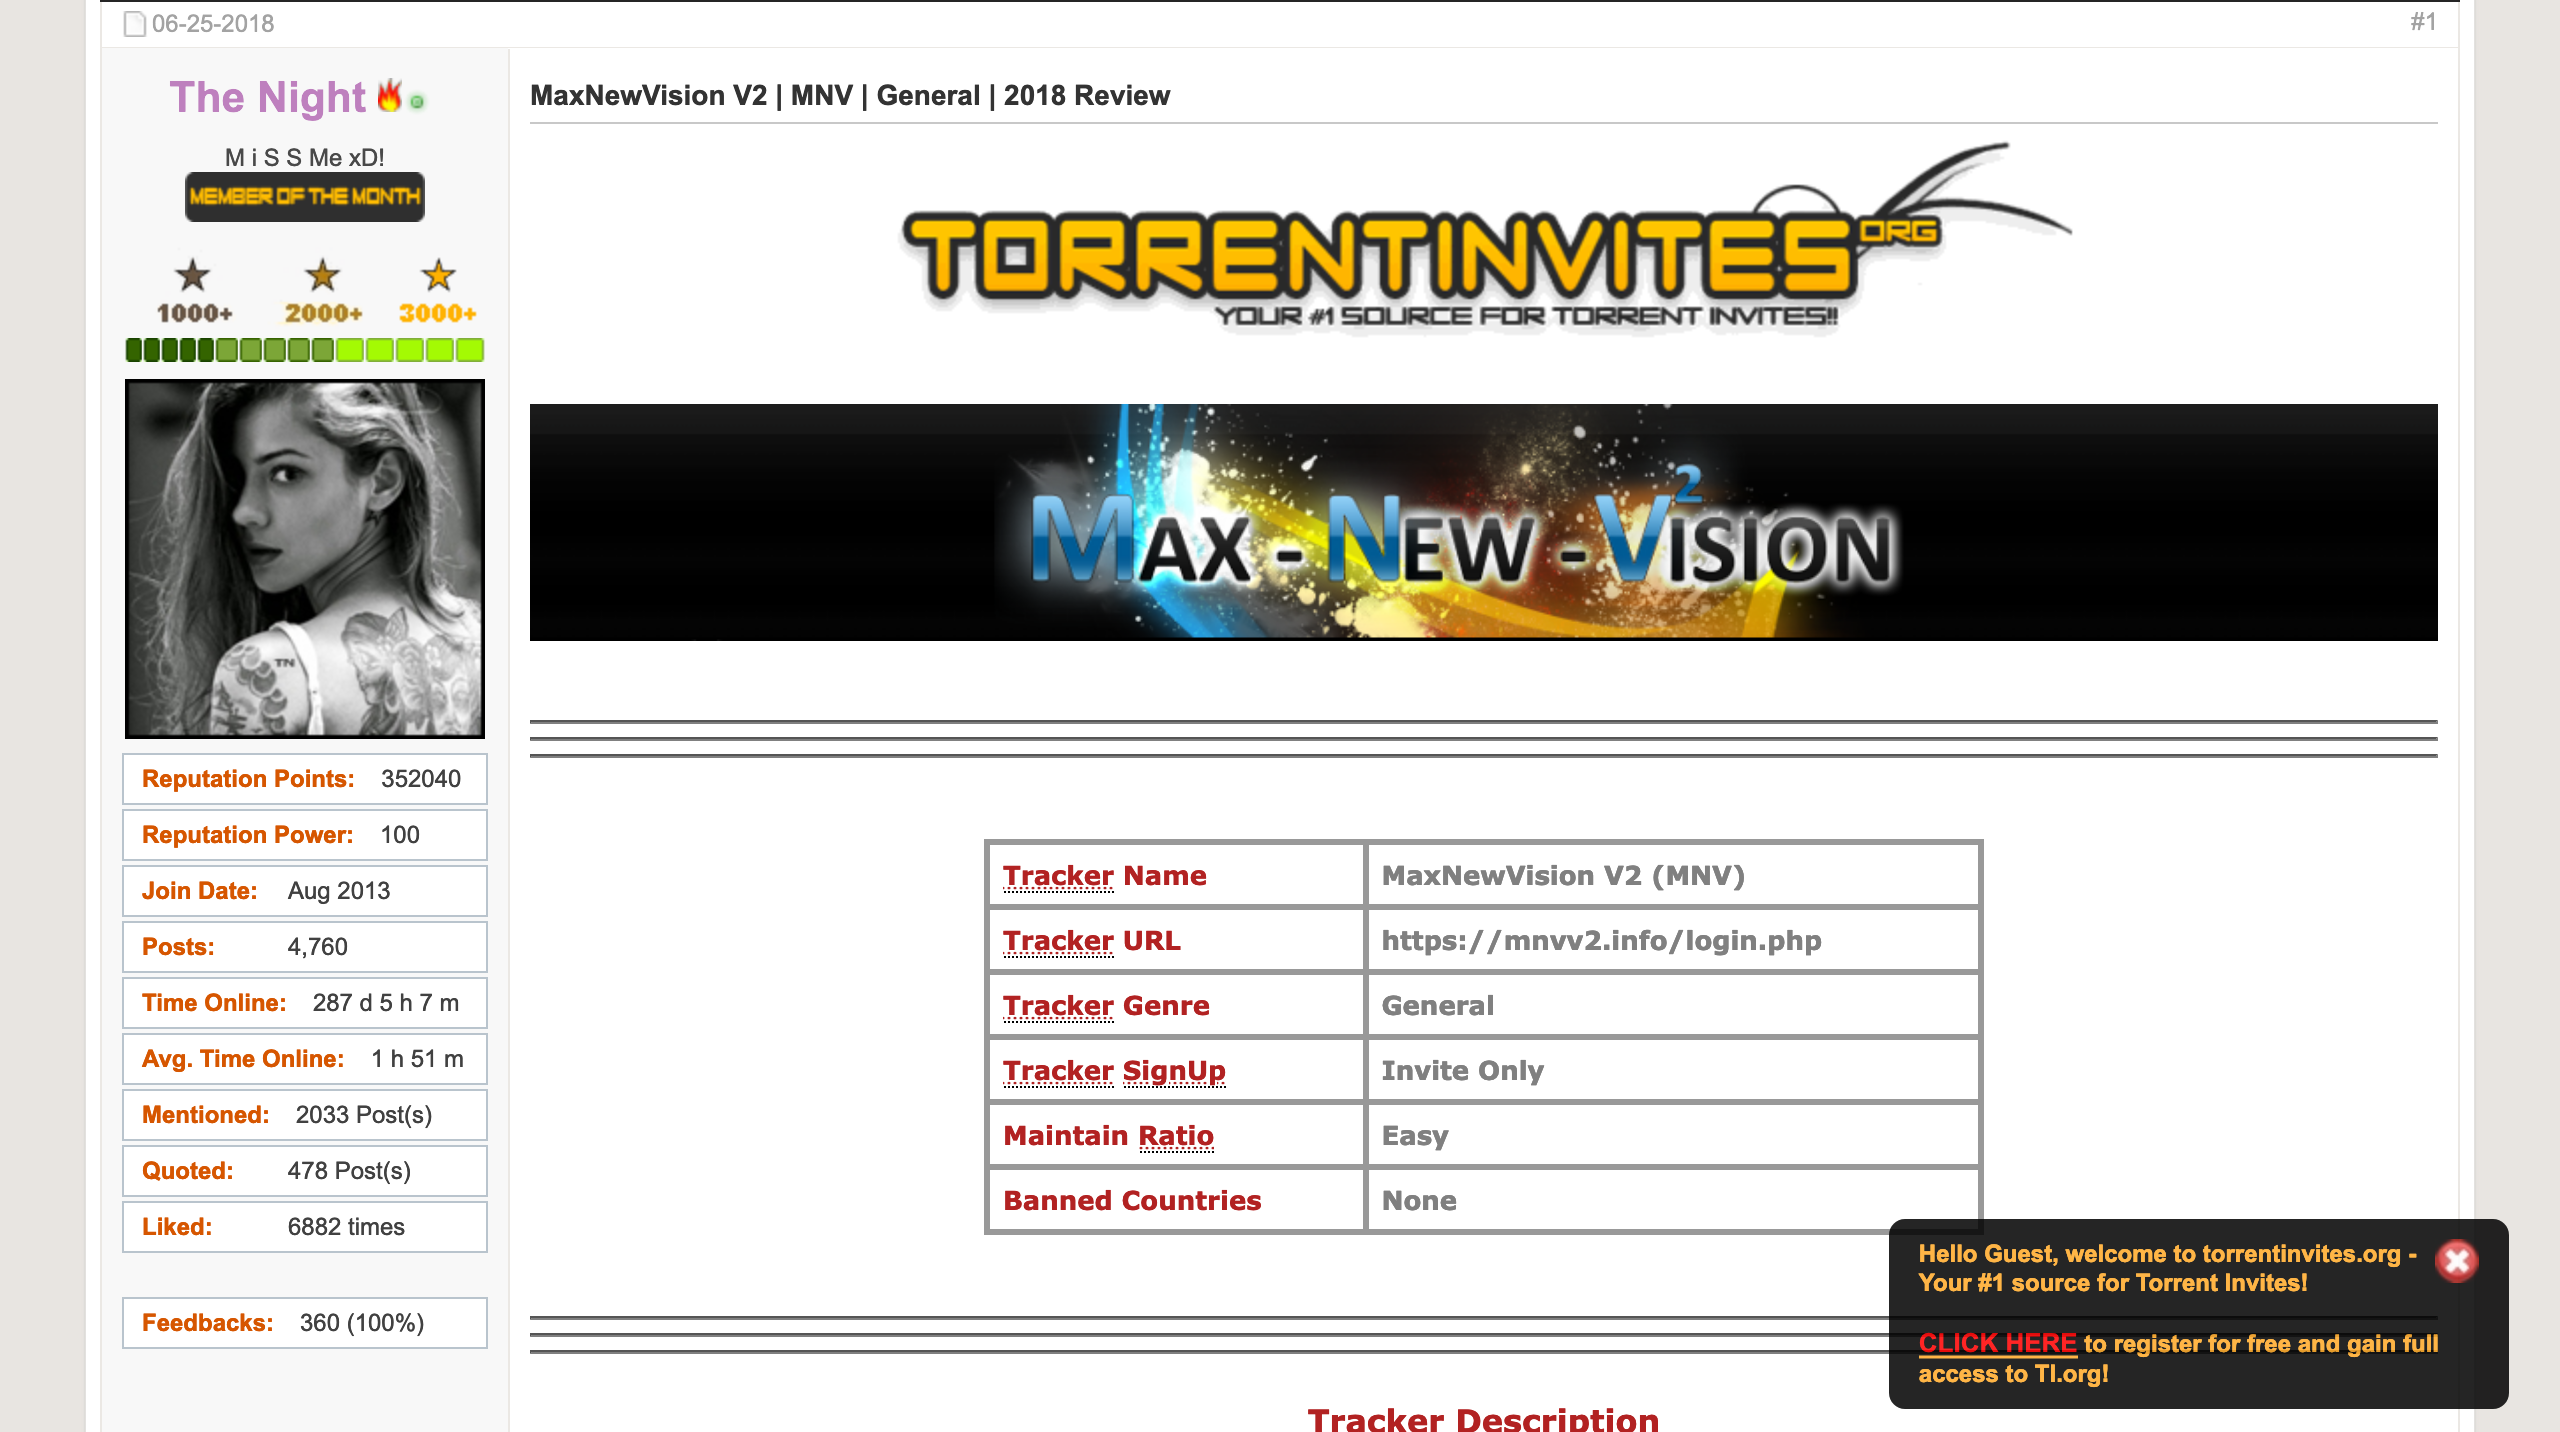 06-25-2018
#1
The Night
M i S S Me xD!
MEMBER OF THE MONTH
1000+ 2000+ 3000+
TN
Reputation Points: 352040
Reputation Power: 100
Join Date: Aug 2013
Posts: 4,760
Time Online: 287 d 5 h 7 m
Avg. Time Online: 1 h 51 m
Mentioned: 2033 Post(s)
Quoted: 478 Post(s)
Liked: 6882 times
Feedbacks: 360 (100%)
MaxNewVision V2 | MNV | General | 2018 Review
TORRENTINVITES.ORG
YOUR #1 SOURCE FOR TORRENT INVITES!!
MAX - NEW - V2ISION
Tracker Name MaxNewVision V2 (MNV)
Tracker URL https://mnvv2.info/login.php
Tracker Genre General
Tracker SignUp Invite Only
Maintain Ratio Easy
Banned Countries None
Tracker Description
Hello Guest, welcome to torrentinvites.org -
Your #1 source for Torrent Invites!
CLICK HERE to register for free and gain full
access to TI.org!